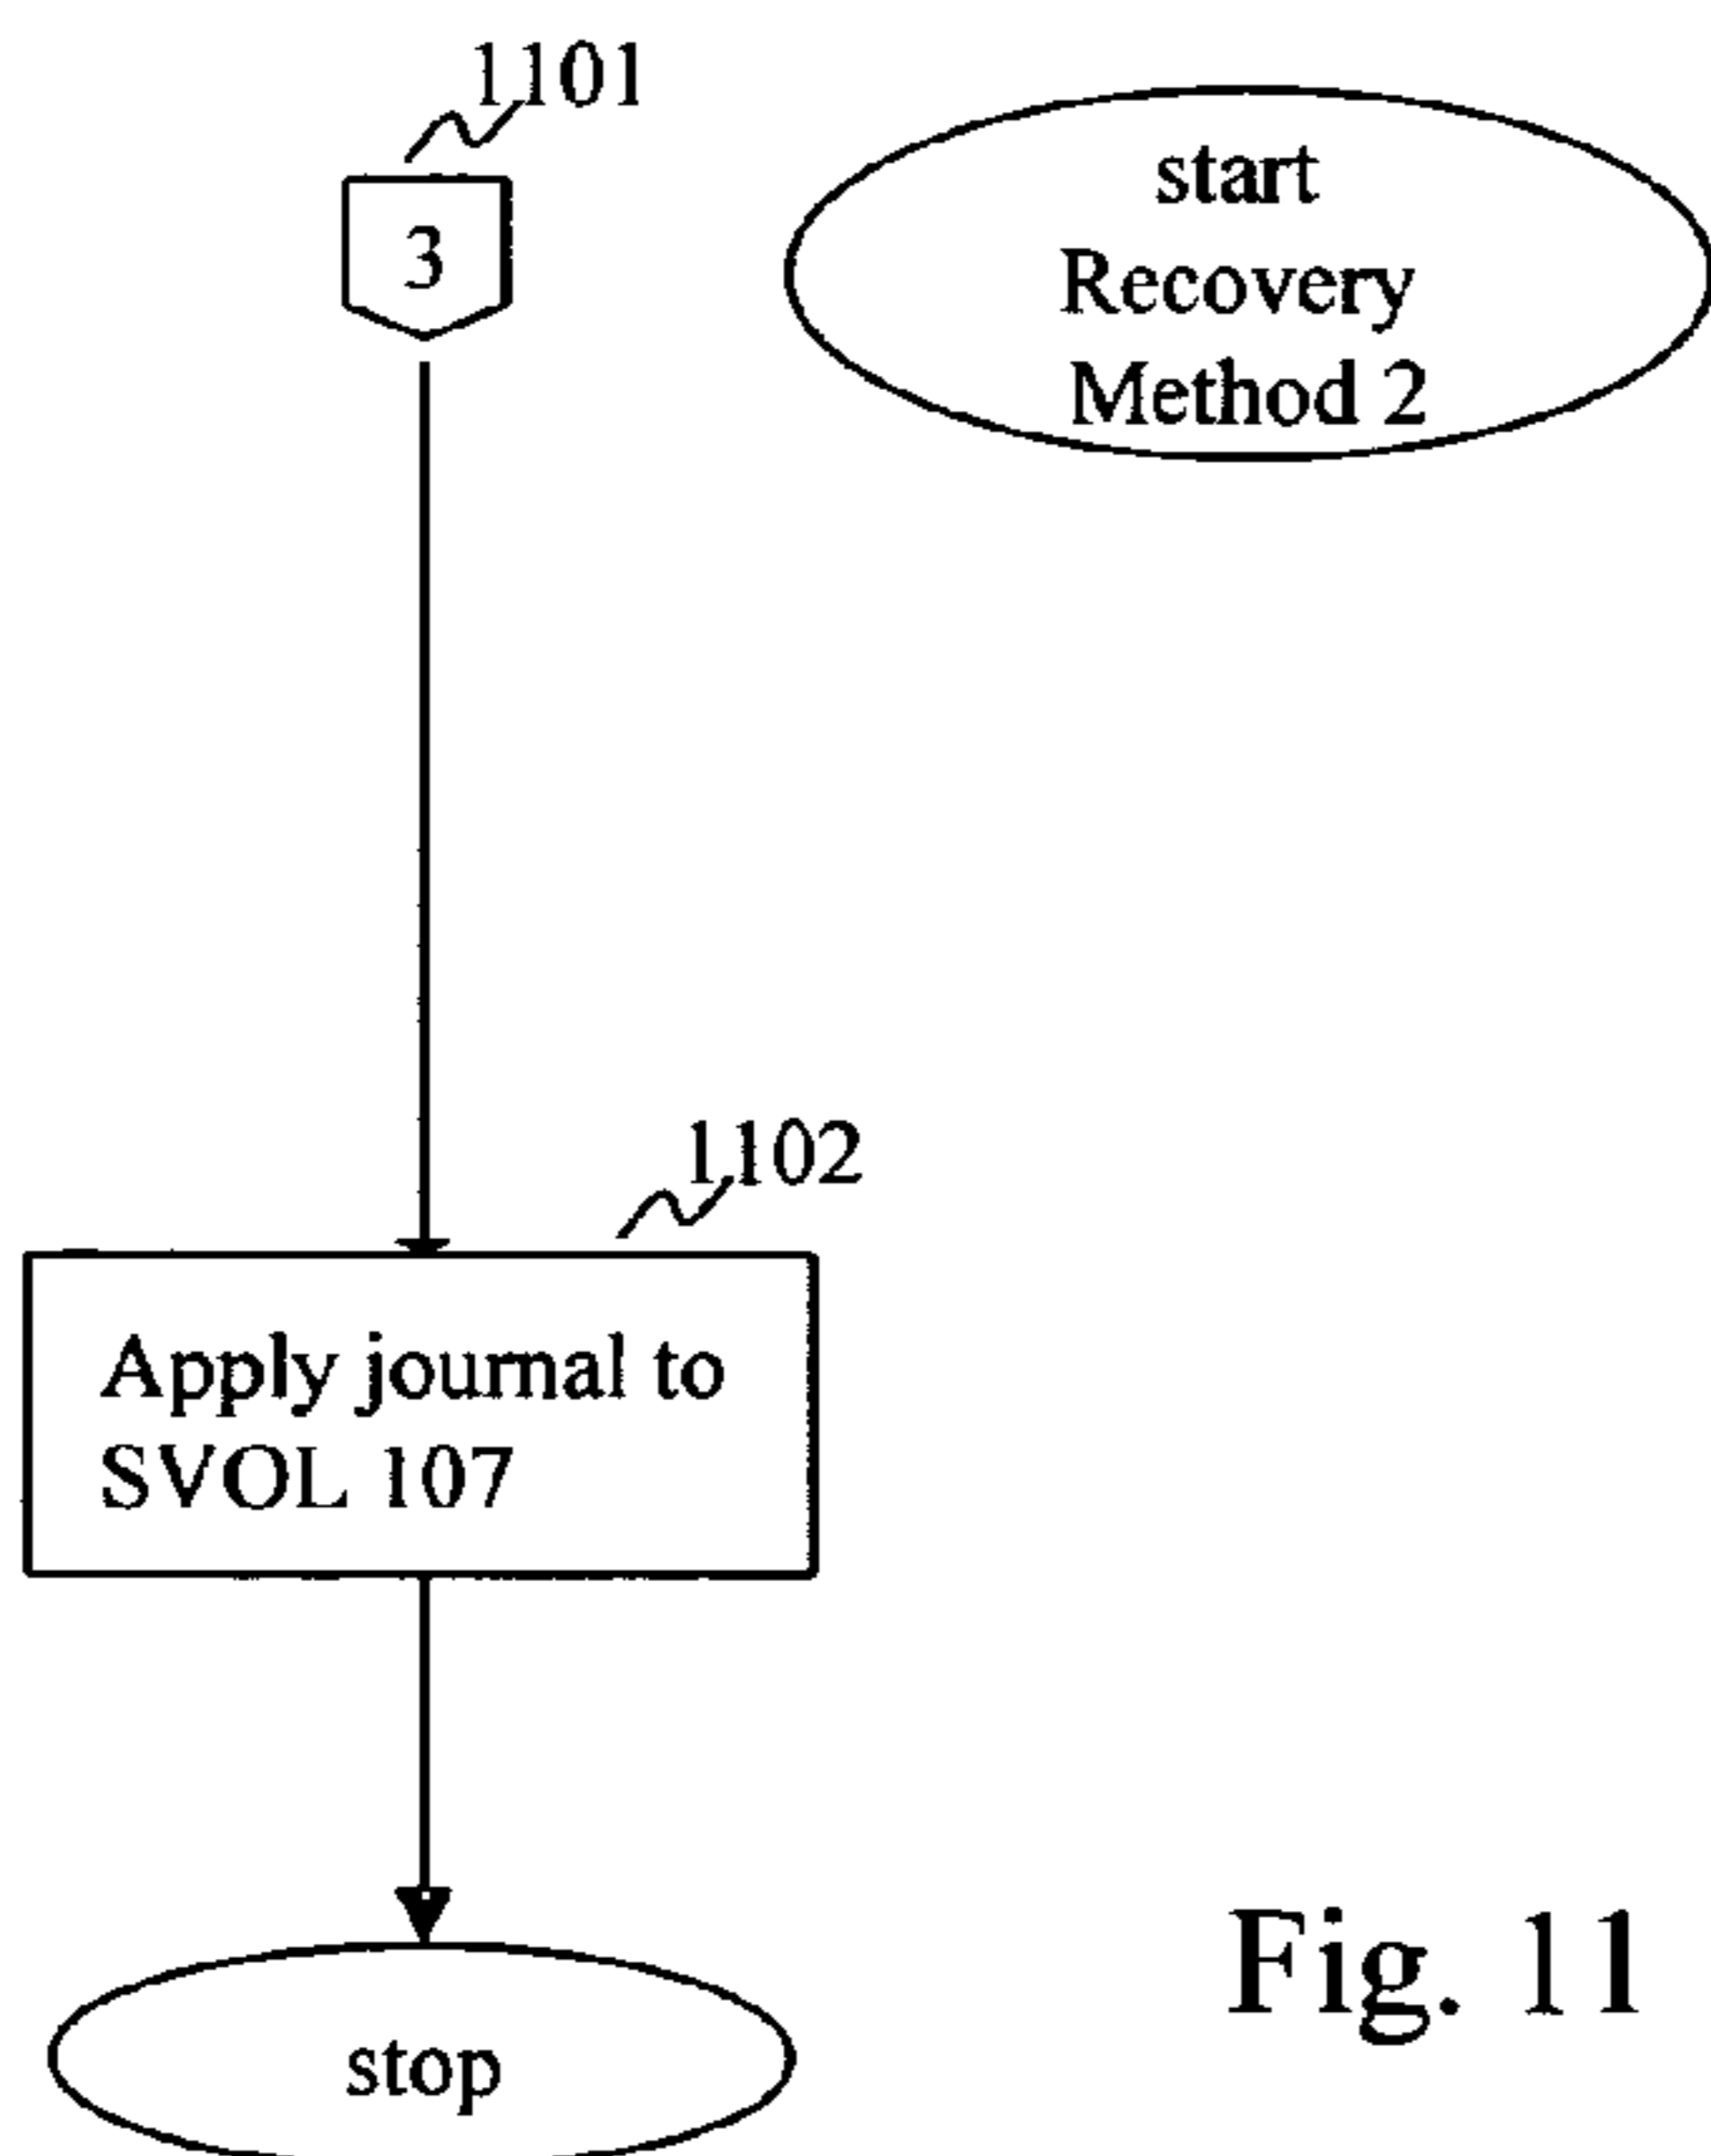 1101
3
start
Recovery
Method 2
1102
Apply journal to
SVOL 107
stop
Fig. 11